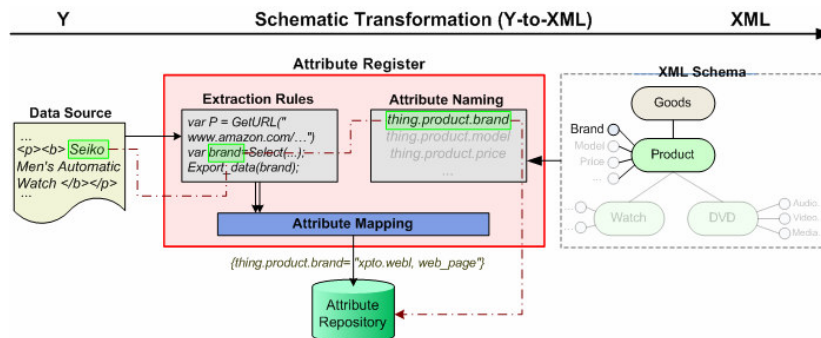 Y
Schematic Transformation (Y-to-XML)
XML
Attribute Register
Data Source
...
<p><b> Seiko
Men's Automatic
Watch </b></p>
...
Extraction Rules
var P = GetURL("
www.amazon.com/...")
var brand=Select(...);
Export_data(brand);
Attribute Naming
thing.product.brand
thing.product.model
thing.product.price
...
Attribute Mapping
{thing.product.brand= "xpto.webl, web_page"}
Attribute
Repository
XML Schema
Goods
Brand
Model
Price
...
Product
...
...
Watch
DVD
Audio..
Video..
Media..